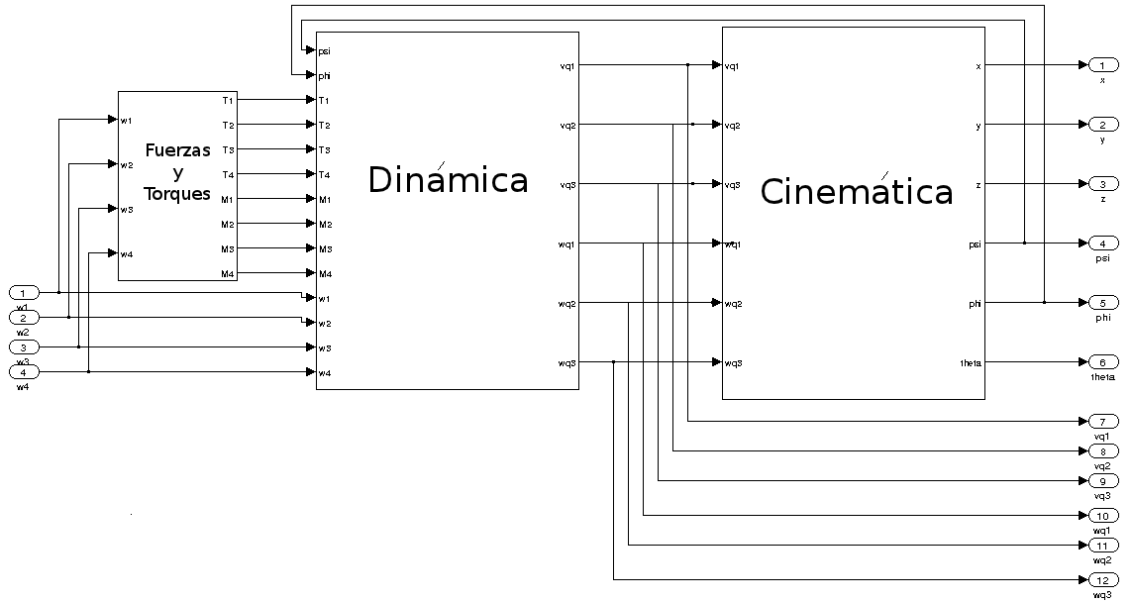 1
w1
2
w2
3
w3
4
w4
w1
w2
w3
w4
Fuerzas
y
Torques
T1
T2
T3
T4
M1
M2
M3
M4
psi
phi
T1
T2
T3
T4
M1
M2
M3
M4
w1
w2
w3
w4
Dinámica
vq1
vq2
vq3
wq1
wq2
wq3
vq1
vq2
vq3
wq1
wq2
wq3
Cinemática
x
y
z
psi
phi
theta
1
x
2
y
3
z
4
psi
5
phi
6
theta
7
vq1
8
vq2
9
vq3
10
wq1
11
wq2
12
wq3